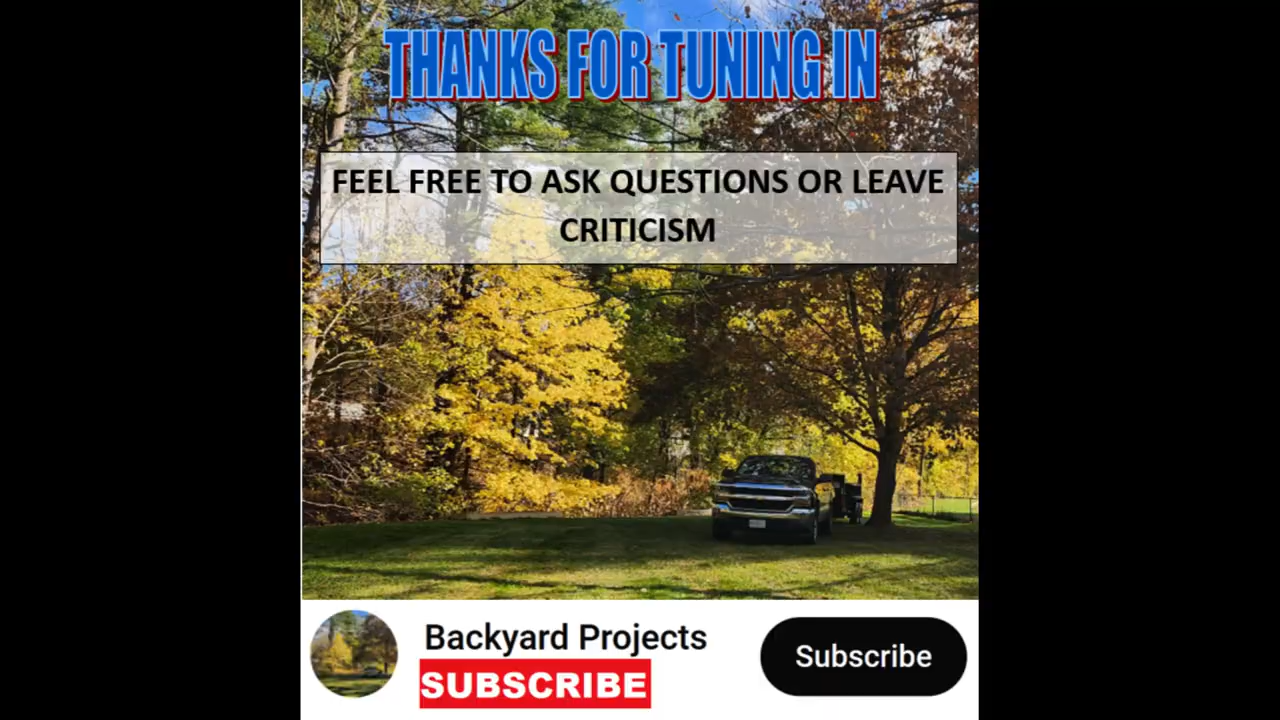 THANKS FOR TUNING IN
FEEL FREE TO ASK QUESTIONS OR LEAVE
CRITICISM
Backyard Projects
SUBSCRIBE
Subscribe